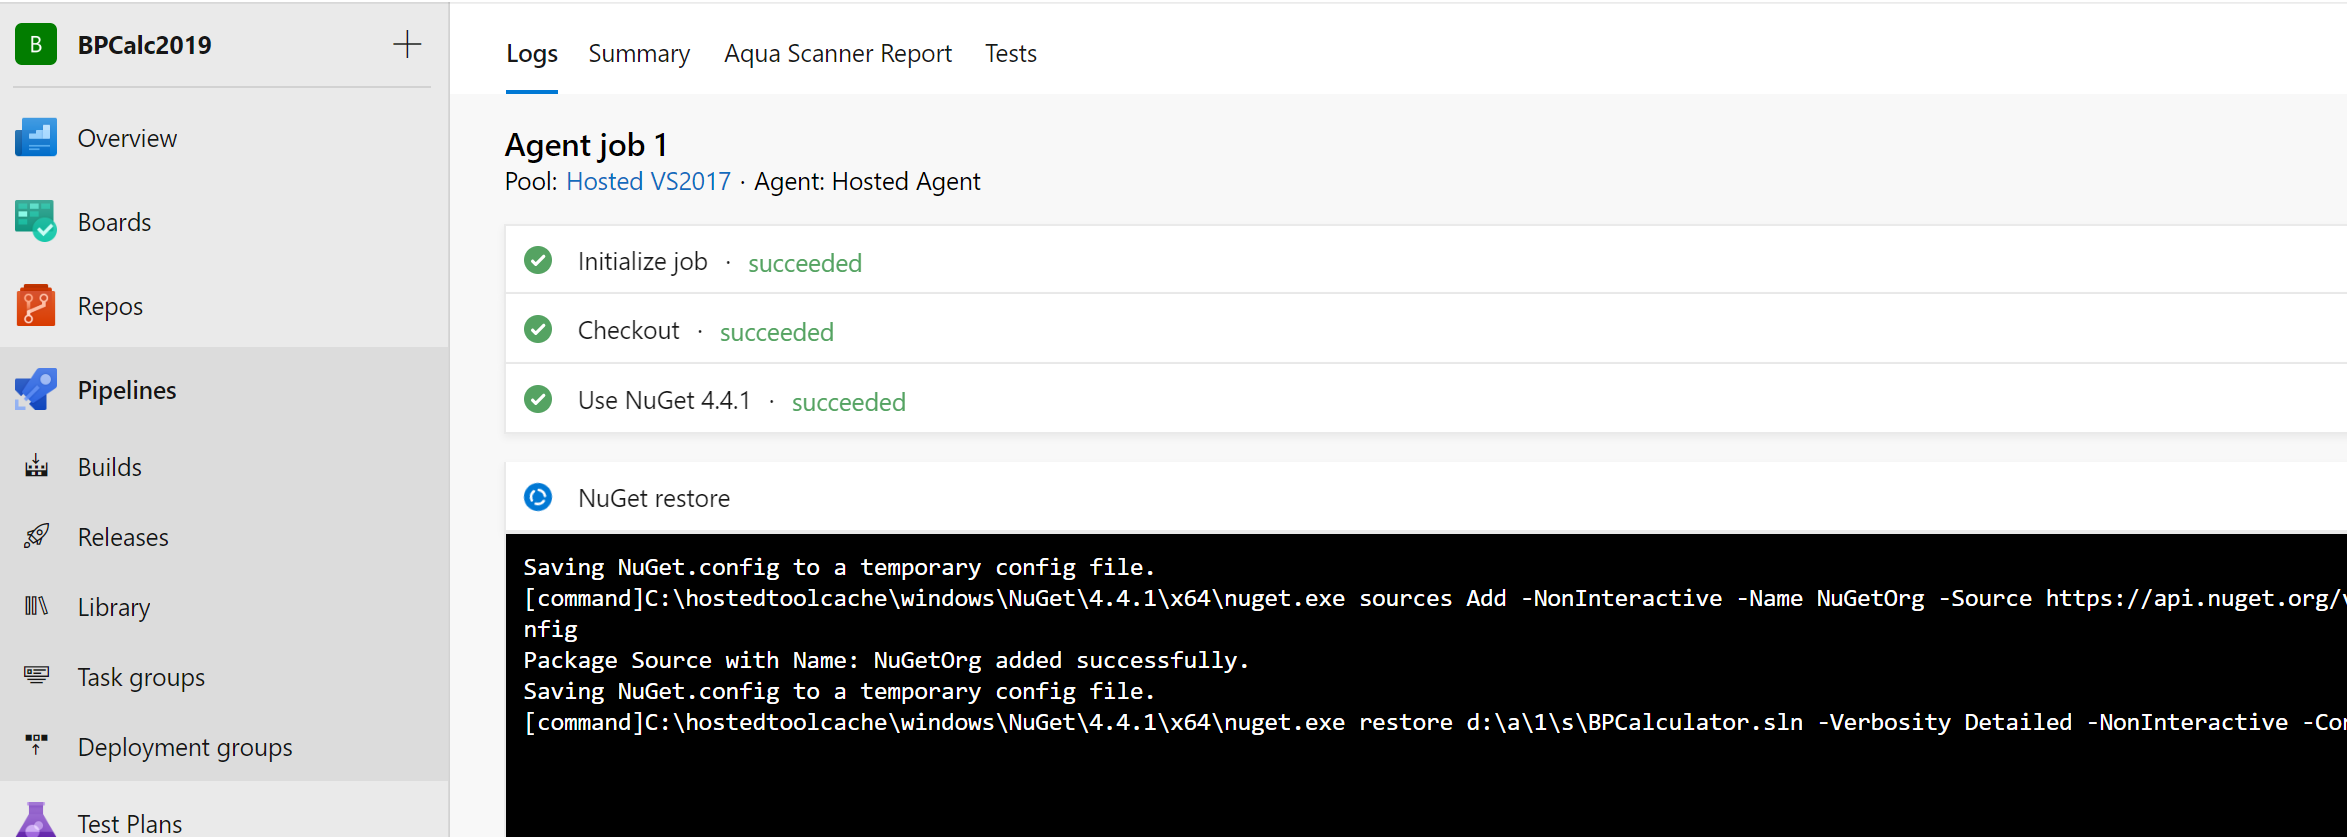 B BPCalc2019
Overview
Boards
Repos
Pipelines
Builds
Releases
Library
Task groups
Deployment groups
Test Plans
Logs Summary Aqua Scanner Report Tests
Agent job 1
Pool: Hosted VS2017 · Agent: Hosted Agent
Initialize job · succeeded
Checkout · succeeded
Use NuGet 4.4.1 · succeeded
NuGet restore
Saving NuGet.config to a temporary config file.
[command]C:\hostedtoolcache\windows\NuGet\4.4.1\x64\nuget.exe sources Add -NonInteractive -Name NuGetOrg -Source https://api.nuget.org/
nfig
Package Source with Name: NuGetOrg added successfully.
Saving NuGet.config to a temporary config file.
[command]C:\hostedtoolcache\windows\NuGet\4.4.1\x64\nuget.exe restore d:\a\1\s\BPCalculator.sln -Verbosity Detailed -NonInteractive -Co